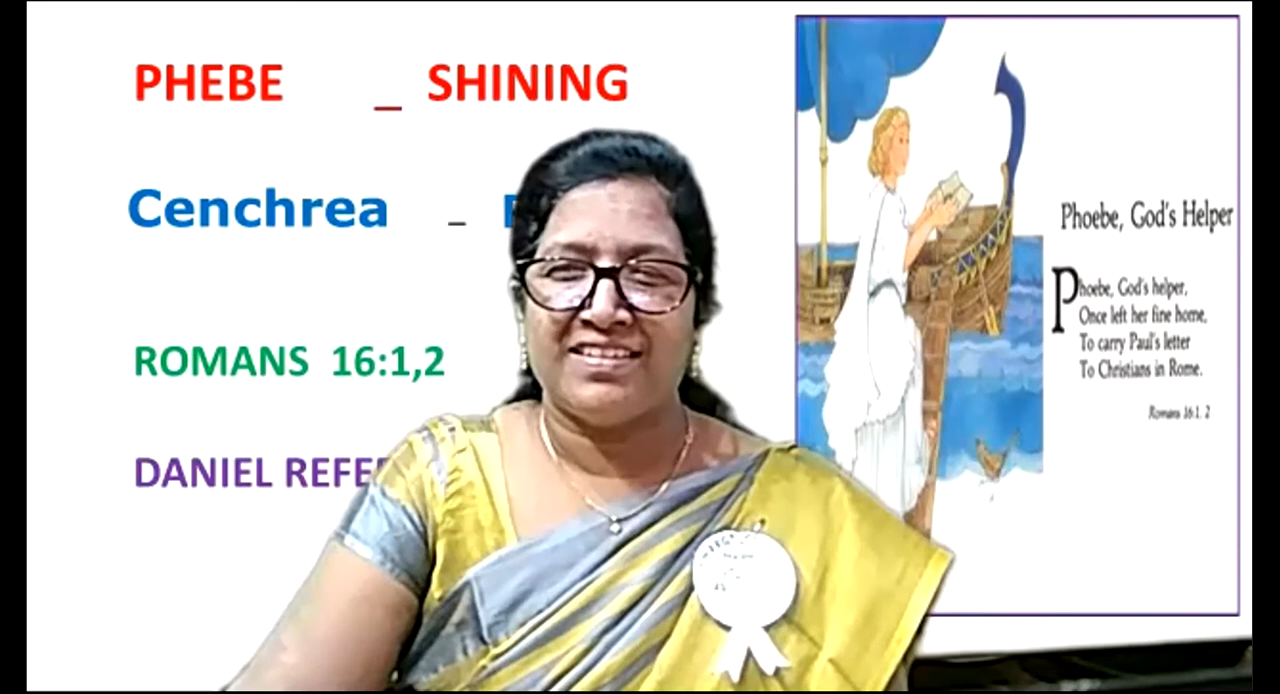 PHEBE _ SHINING
Cenchrea –
ROMANS 16:1,2
DANIEL
Phoebe, God's Helper
Phoebe, God's helper,
Once left her fine home,
To carry Paul's letter
To Christians in Rome.
Romans 16:1, 2